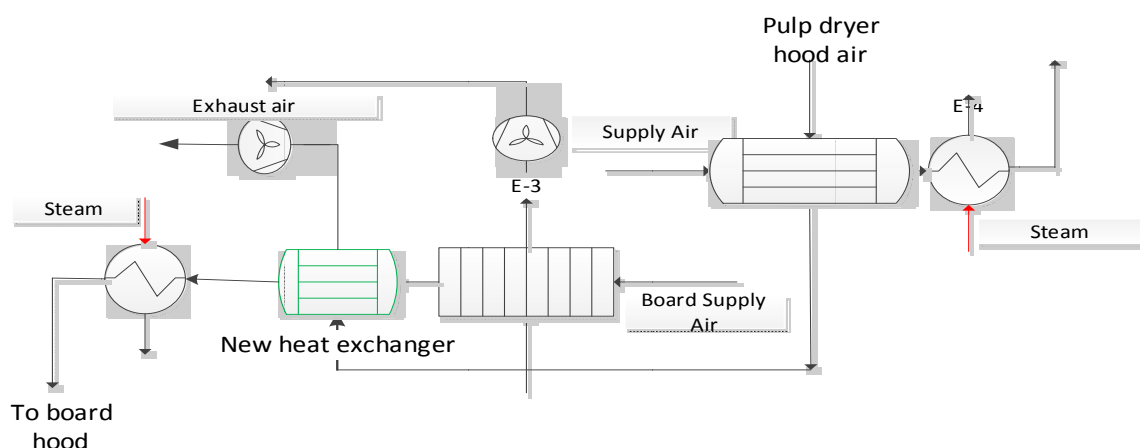 Pulp dryer
hood air
Exhaust air
Supply Air
E-4
E-3
Steam
Steam
Board Supply
Air
New heat exchanger
To board
hood